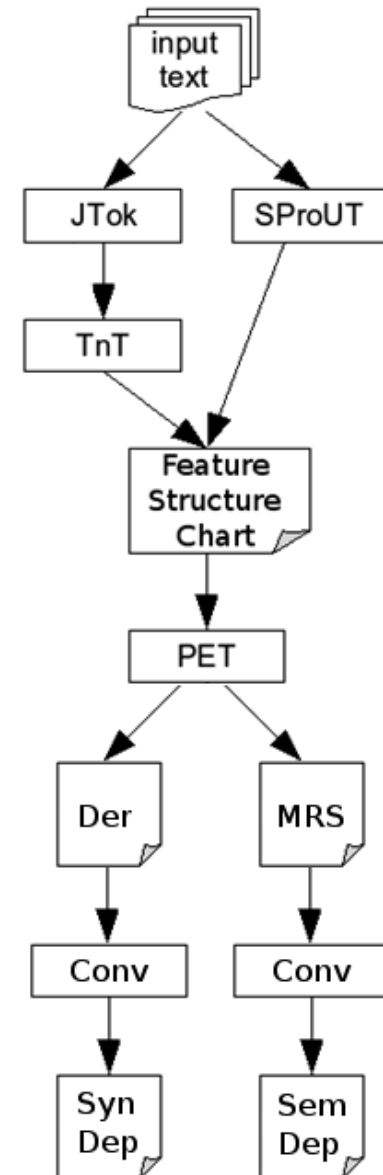 input
text
JTok
SProUT
TnT
Feature
Structure
Chart
PET
Der
MRS
Conv
Conv
Syn
Dep
Sem
Dep